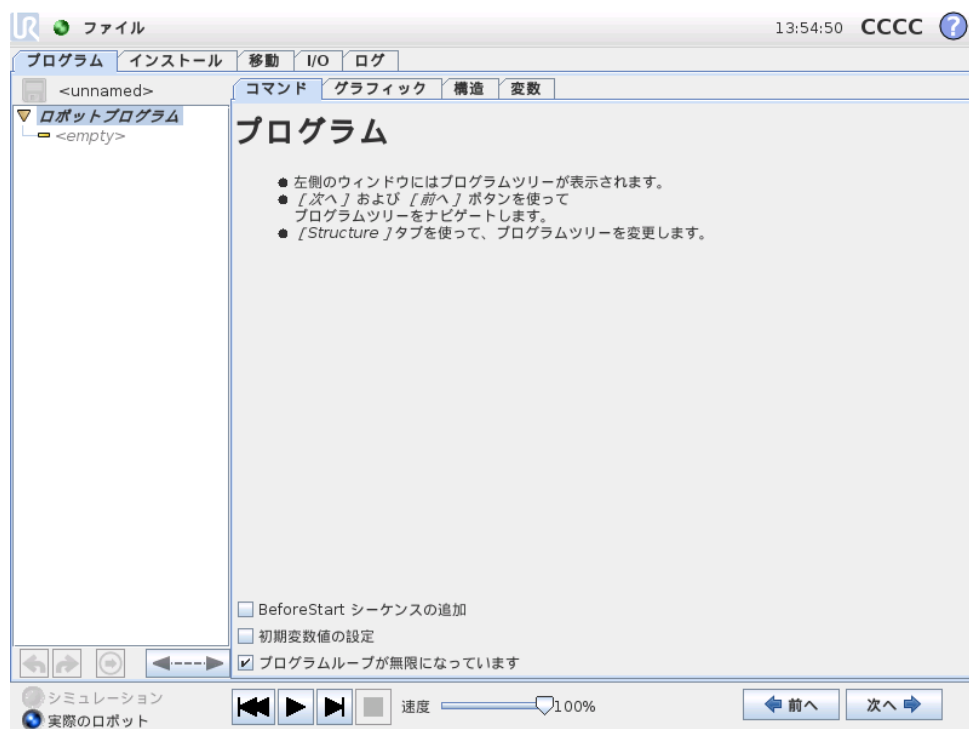 UR ファイル 13:54:50 CCCC ?
プログラム インストール 移動 I/O ログ
<unnamed> コマンド グラフィック 構造 変数
ロボットプログラム
<empty>
プログラム
左側のウィンドウにはプログラムツリーが表示されます。
[次へ] および [前へ] ボタンを使って
プログラムツリーをナビゲートします。
[Structure ]タブを使って、プログラムツリーを変更します。
BeforeStart シーケンスの追加
初期変数値の設定
プログラムループが無限になっています
シミュレーション
実際のロボット
速度 100% 前へ 次へ